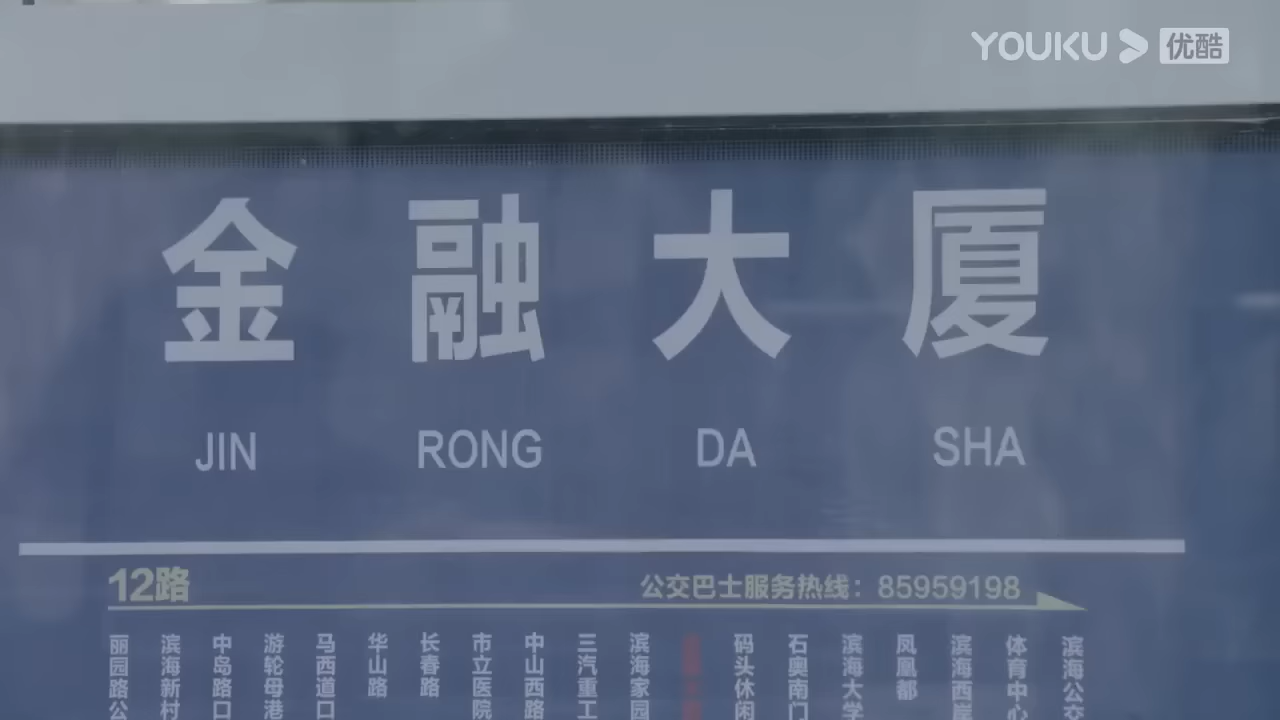 YOUKU 优酷
金融大厦
JIN RONG DA SHA
12路
公交巴士服务热线：85959198
丽园路公
滨海新村
中岛路口
游轮母港
马西道口
华山路
长春路
市立医院
中山西路
三汽重工
滨海家园
码头休闲
石奥南门
滨海大学
凤凰都
滨海西岸
体育中心
滨海公交